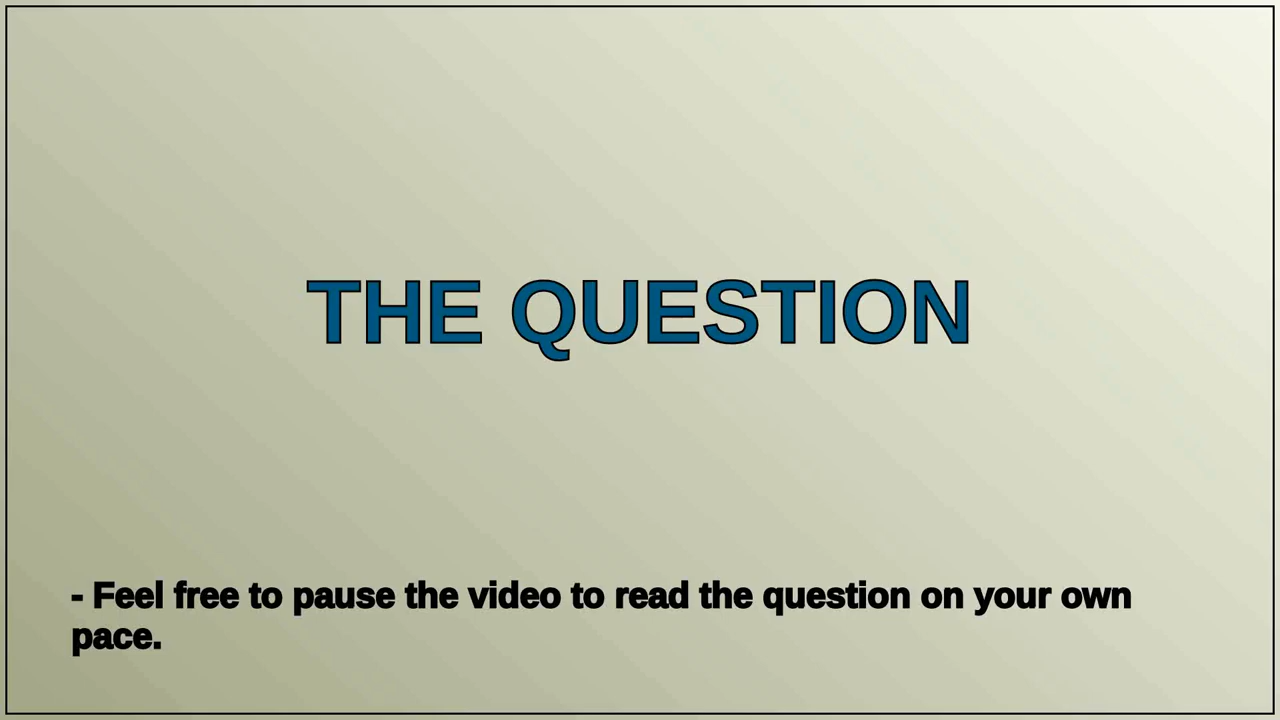 THE QUESTION
- Feel free to pause the video to read the question on your own
pace.